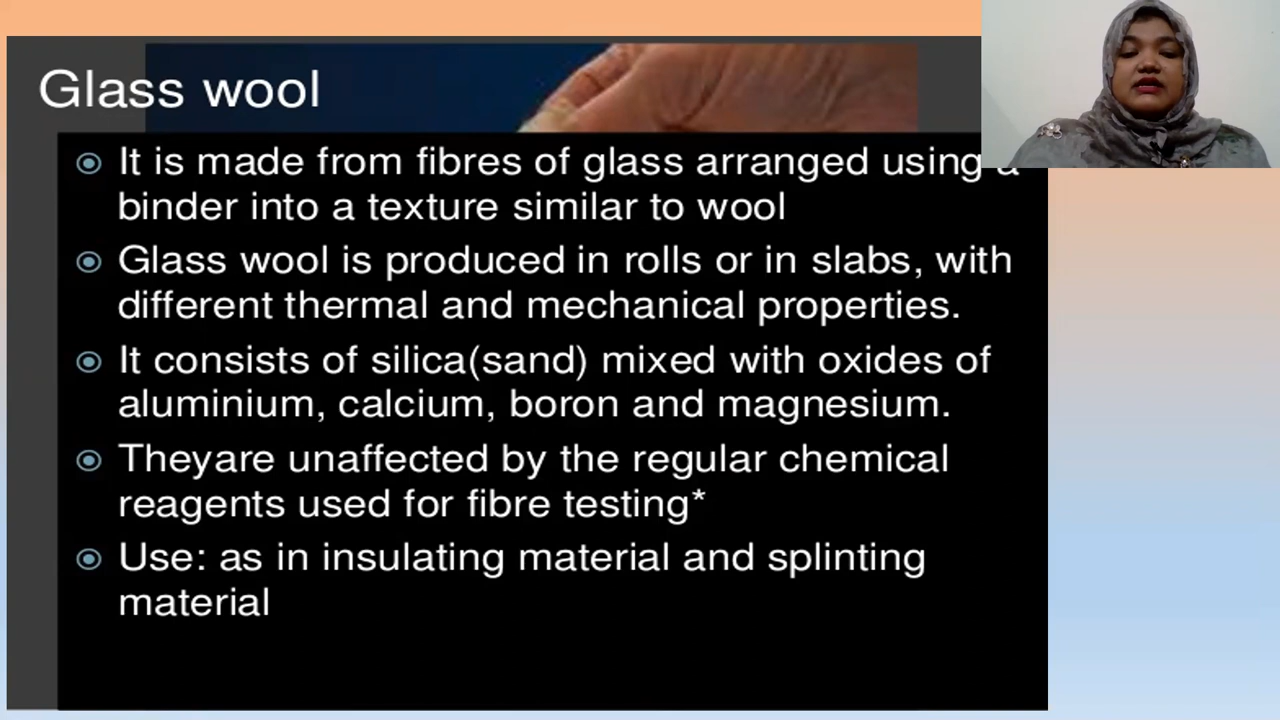 Glass wool
It is made from fibres of glass arranged using a
binder into a texture similar to wool
Glass wool is produced in rolls or in slabs, with
different thermal and mechanical properties.
It consists of silica(sand) mixed with oxides of
aluminium, calcium, boron and magnesium.
Theyare unaffected by the regular chemical
reagents used for fibre testing*
Use: as in insulating material and splinting
material